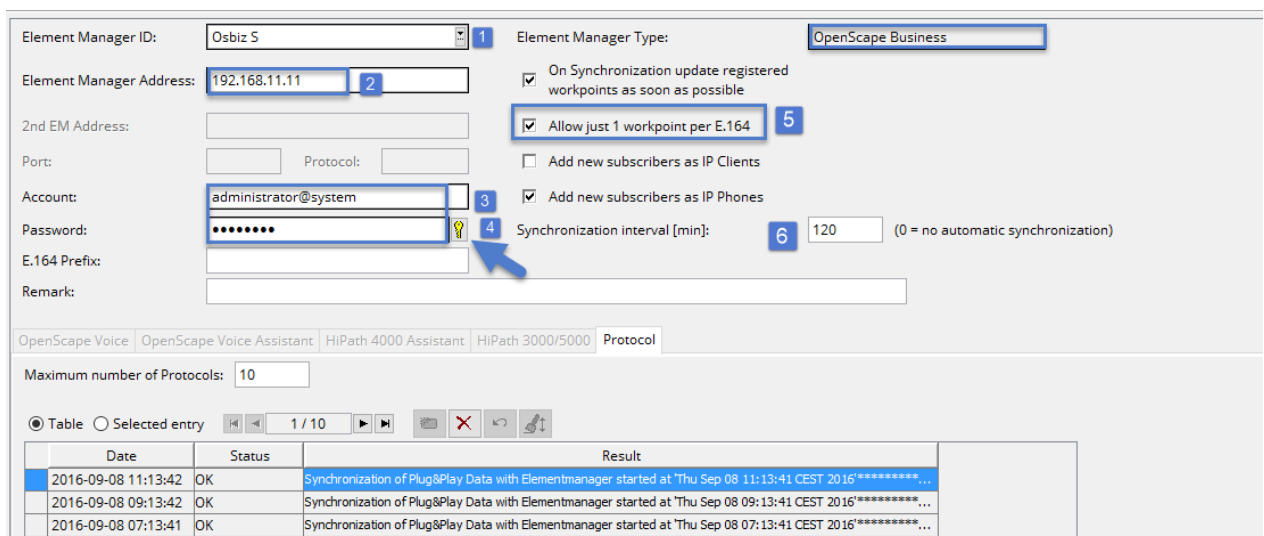 Element Manager ID: Osbiz S 1 Element Manager Type: OpenScape Business
Element Manager Address: 192.168.11.11 2 On Synchronization update registered
workpoints as soon as possible
2nd EM Address: Allow just 1 workpoint per E.164 5
Port: Protocol: Add new subscribers as IP Clients
Account: administrator@system 3 Add new subscribers as IP Phones
Password: •••••••• 4 Synchronization interval [min]: 6 120 (0 = no automatic synchronization)
E.164 Prefix:
Remark:
OpenScape Voice OpenScape Voice Assistant HiPath 4000 Assistant HiPath 3000/5000 Protocol
Maximum number of Protocols: 10
Table Selected entry 1 / 10
Date Status Result
2016-09-08 11:13:42 OK Synchronization of Plug&Play Data with Elementmanager started at 'Thu Sep 08 11:13:41 CEST 2016'*********...
2016-09-08 09:13:42 OK Synchronization of Plug&Play Data with Elementmanager started at 'Thu Sep 08 09:13:41 CEST 2016'*********...
2016-09-08 07:13:41 OK Synchronization of Plug&Play Data with Elementmanager started at 'Thu Sep 08 07:13:41 CEST 2016'*********...